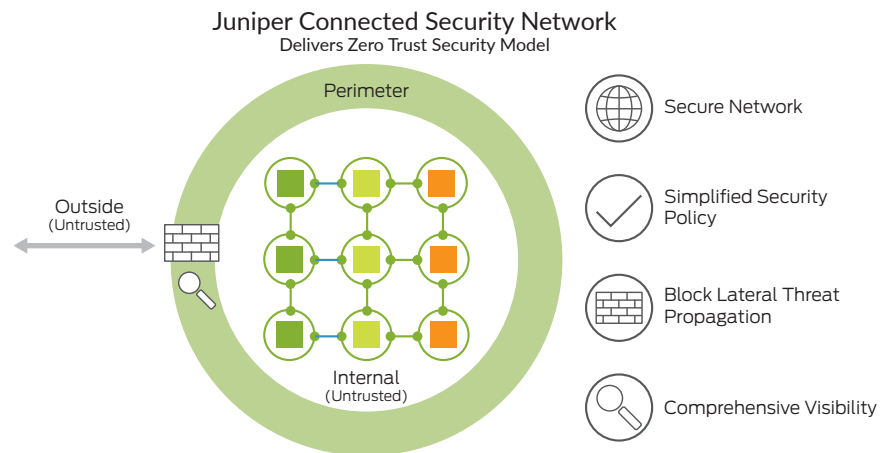 Juniper Connected Security Network
Delivers Zero Trust Security Model
Perimeter
Outside
(Untrusted)
Internal
(Untrusted)
Secure Network
Simplified Security
Policy
Block Lateral Threat
Propagation
Comprehensive Visibility